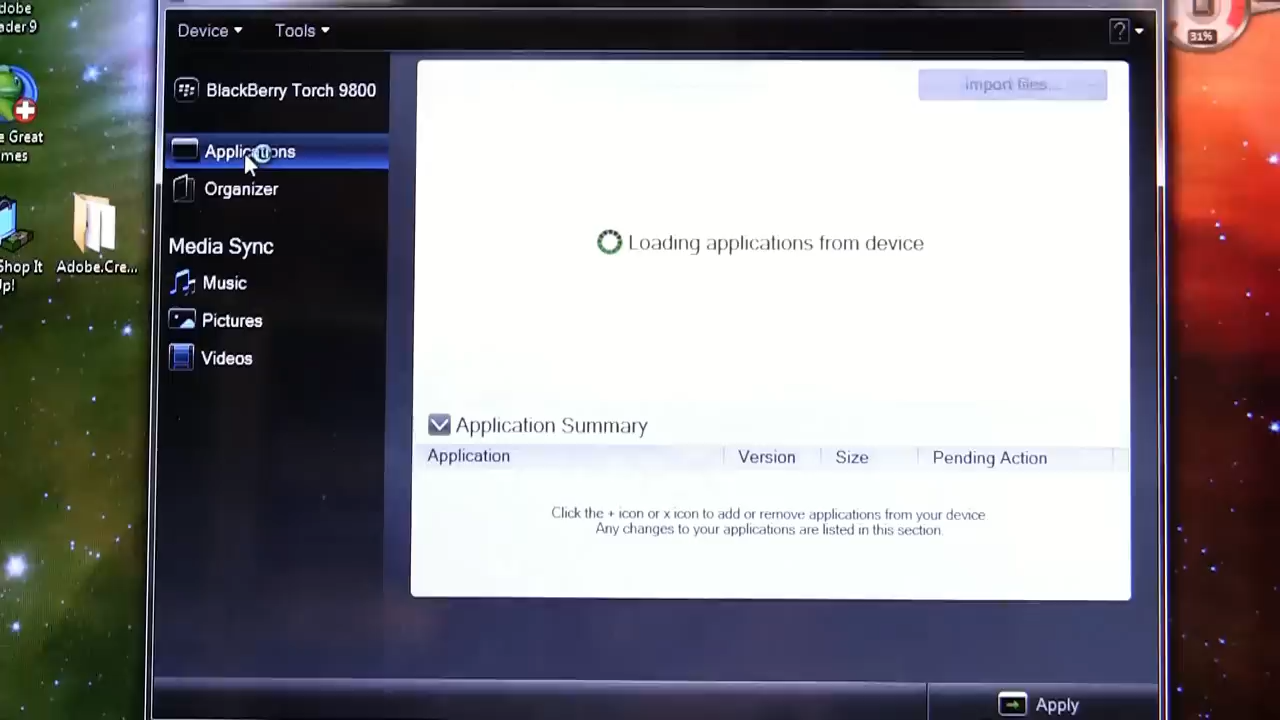 dobe
ader 9
Device
Tools
?
31%
BlackBerry Torch 9800
Import files...
e Great
mes
Applications
Organizer
Loading applications from device
Shop It
Up!
Adobe.Cre...
Media Sync
Music
Pictures
Videos
Application Summary
Application Version Size Pending Action
Click the + icon or x icon to add or remove applications from your device
Any changes to your applications are listed in this section.
Apply